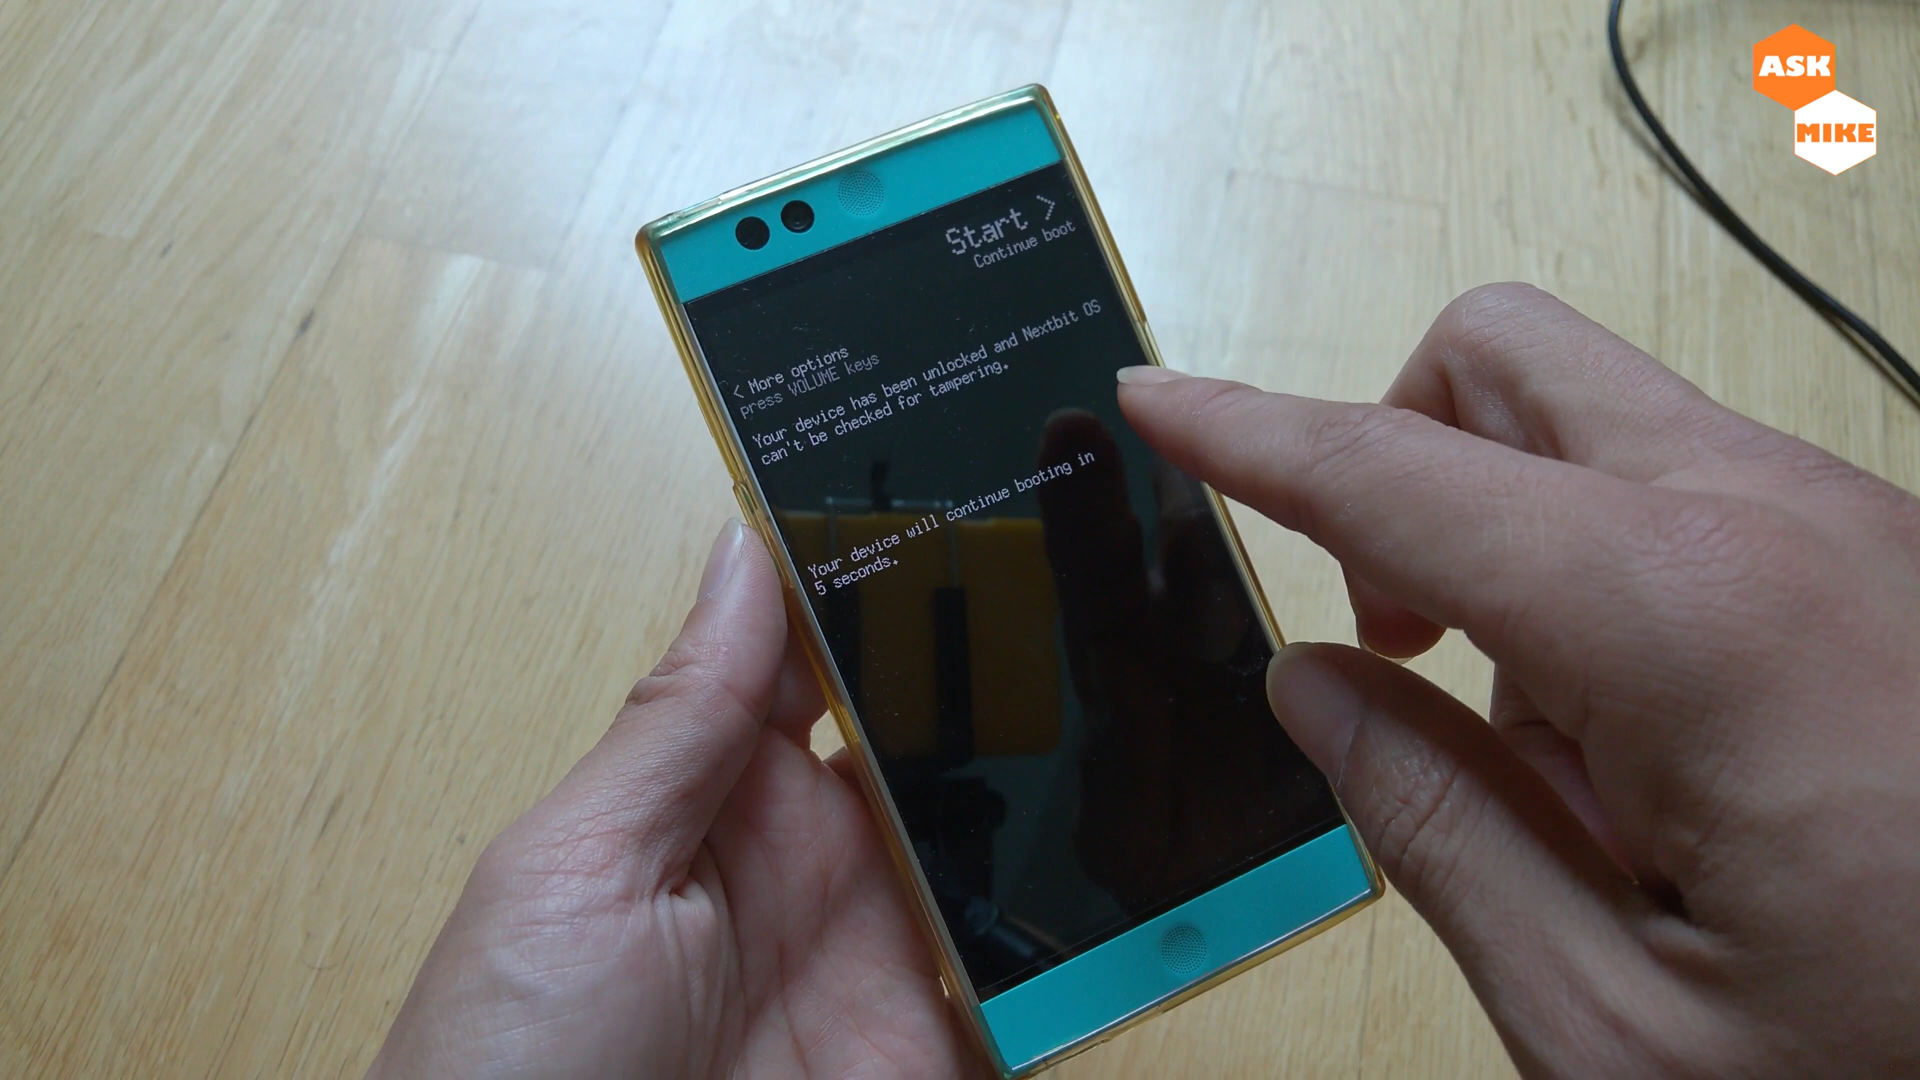 ASK
MIKE
Start >
Continue boot
< More options
press VOLUME keys
Your device has been unlocked and Nextbit OS
can't be checked for tampering.
Your device will continue booting in
5 seconds.